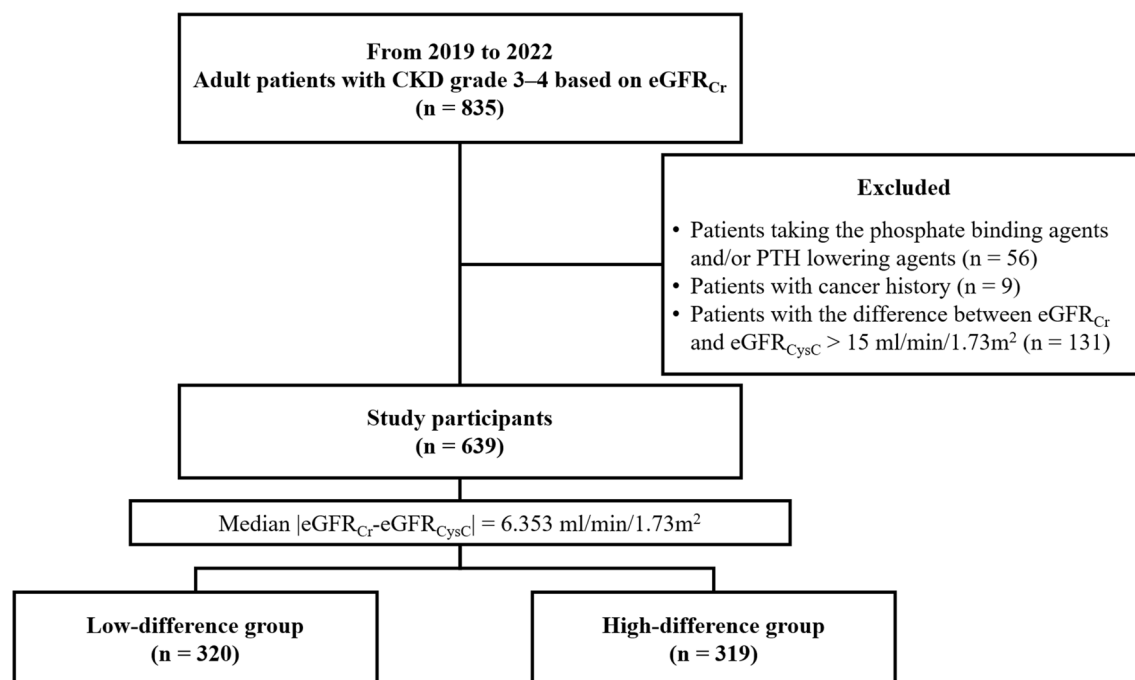 From 2019 to 2022
Adult patients with CKD grade 3–4 based on eGFRCr
(n = 835)
Excluded
• Patients taking the phosphate binding agents
and/or PTH lowering agents (n = 56)
• Patients with cancer history (n = 9)
• Patients with the difference between eGFRCr
and eGFRCysC > 15 ml/min/1.73m² (n = 131)
Study participants
(n = 639)
Median |eGFRCr-eGFRCysC| = 6.353 ml/min/1.73m²
Low-difference group
(n = 320)
High-difference group
(n = 319)